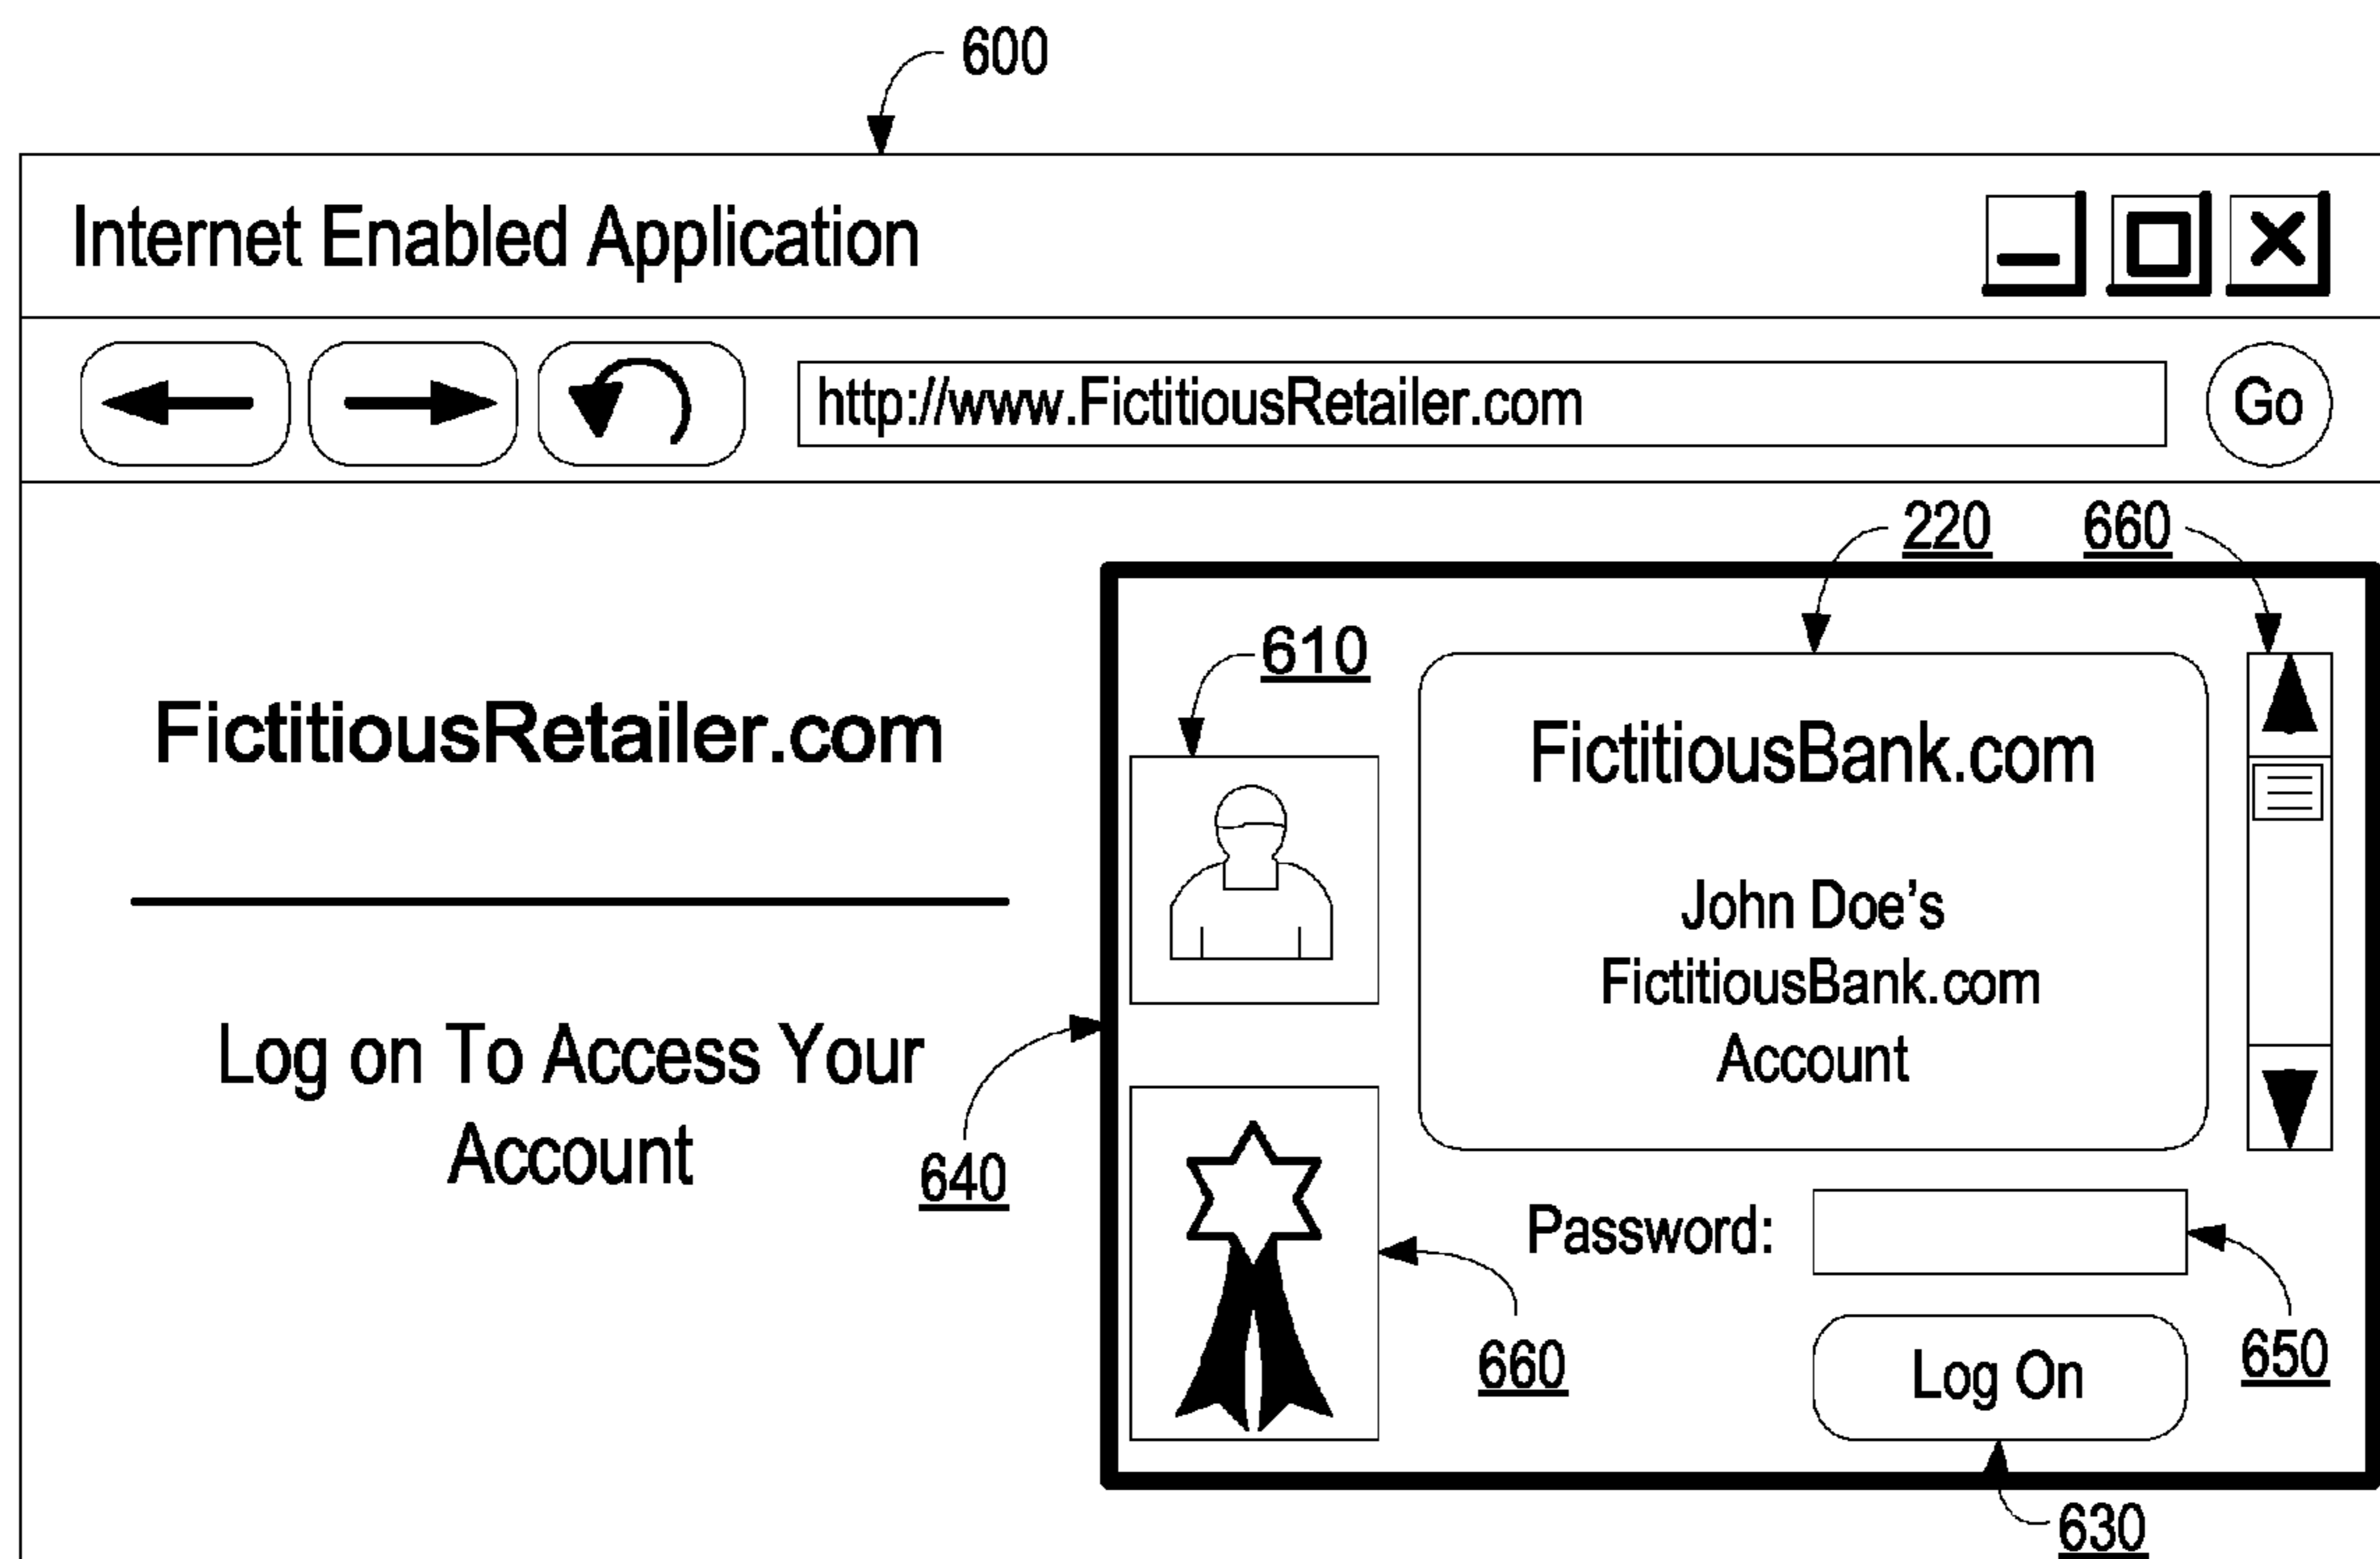 600
Internet Enabled Application
http://www.FictitiousRetailer.com
Go
220
660
610
FictitiousRetailer.com
FictitiousBank.com
John Doe's
FictitiousBank.com
Account
Log on To Access Your
Account
640
Password:
660
650
Log On
630